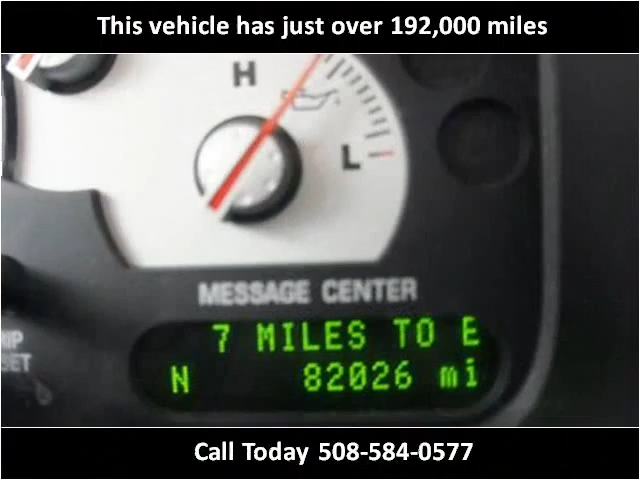 This vehicle has just over 192,000 miles
H
L
MESSAGE CENTER
7 MILES TO E
N 82026 mi
Call Today 508-584-0577